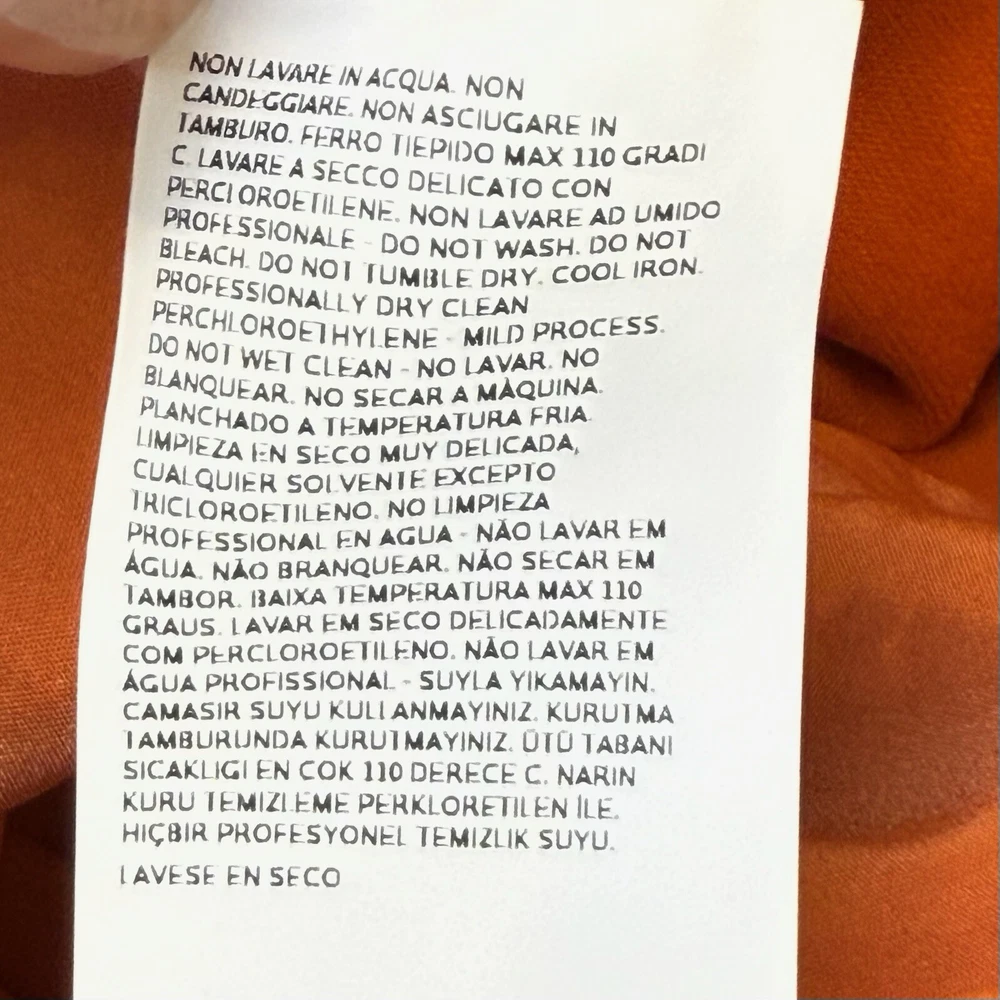 NON LAVARE IN ACQUA. NON
CANDEGGIARE. NON ASCIUGARE IN
TAMBURO. FERRO TIEPIDO MAX 110 GRADI
C. LAVARE A SECCO DELICATO CON
PERCLOROETILENE. NON LAVARE AD UMIDO
PROFESSIONALE - DO NOT WASH. DO NOT
BLEACH. DO NOT TUMBLE DRY. COOL IRON.
PROFESSIONALLY DRY CLEAN
PERCHLOROETHYLENE - MILD PROCESS.
DO NOT WET CLEAN - NO LAVAR. NO
BLANQUEAR. NO SECAR A MÁQUINA.
PLANCHADO A TEMPERATURA FRIA.
LIMPIEZA EN SECO MUY DELICADA,
CUALQUIER SOLVENTE EXCEPTO
TRICLOROETILENO. NO LIMPIEZA
PROFESSIONAL EN AGUA - NÃO LAVAR EM
ÁGUA. NÃO BRANQUEAR. NÃO SECAR EM
TAMBOR. BAIXA TEMPERATURA MAX 110
GRAUS. LAVAR EM SECO DELICADAMENTE
COM PERCLOROETILENO. NÃO LAVAR EM
ÁGUA PROFISSIONAL - SUYLA YIKAMAYIN.
CAMASIR SUYU KULLANMAYINIZ. KURUTMA
TAMBURUNDA KURUTMAYINIZ. ÜTÜ TABANI
SICAKLIGI EN COK 110 DERECE C. NARIN
KURU TEMIZLEME PERKLORETILEN İLE.
HIÇBIR PROFESYONEL TEMIZLIK SUYU.
LAVESE EN SECO